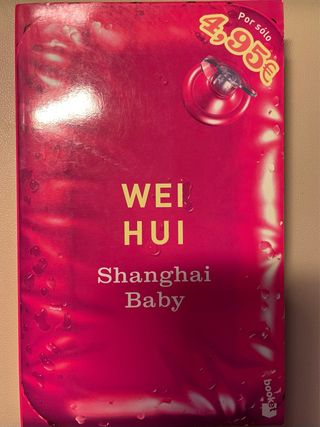 Por sólo
4,95€
WEI
HUI
Shanghai
Baby
booket